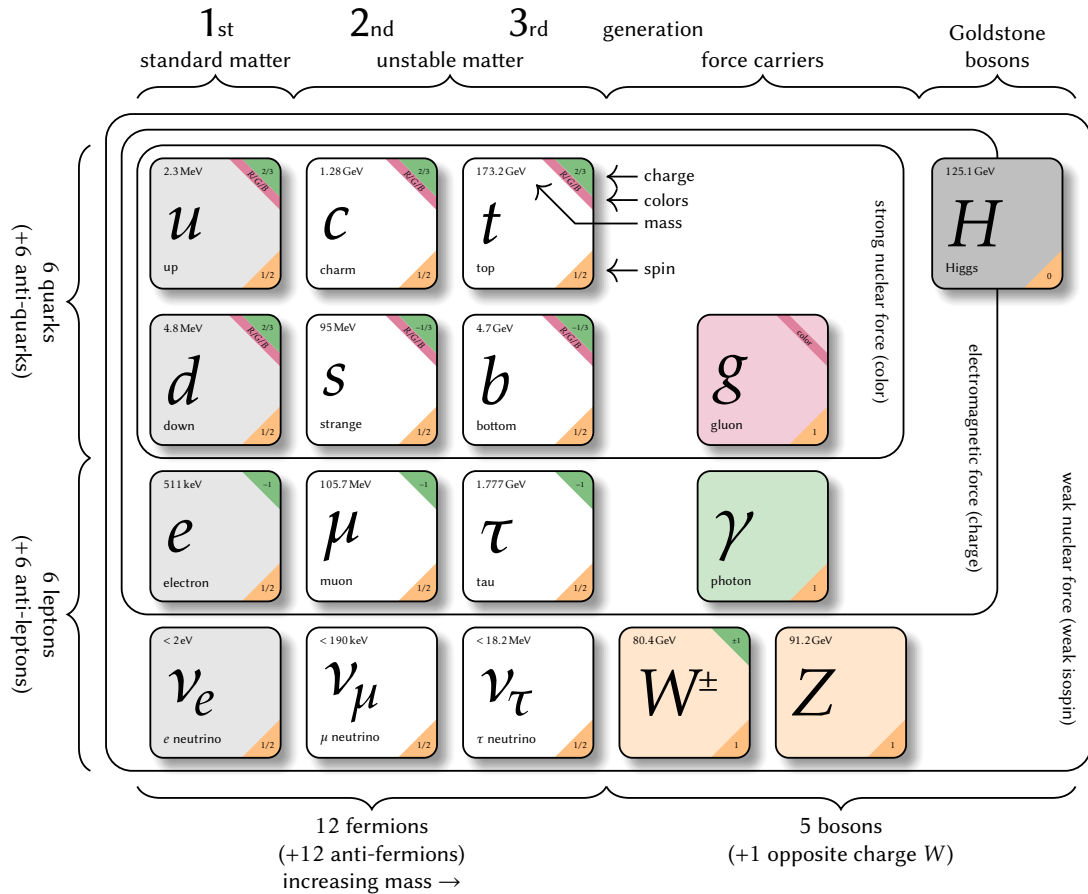 1st
2nd
3rd
generation
standard matter
unstable matter
force carriers
Goldstone
bosons
6 quarks
(+6 anti-quarks)
6 leptons
(+6 anti-leptons)
2.3 MeV
2/3
R/G/B
u
up
1/2
1.28 GeV
2/3
R/G/B
c
charm
1/2
173.2 GeV
2/3
R/G/B
t
top
1/2
charge
colors
mass
spin
strong nuclear force (color)
125.1 GeV
H
Higgs
0
4.8 MeV
2/3
R/G/B
d
down
1/2
95 MeV
−1/3
R/G/B
s
strange
1/2
4.7 GeV
−1/3
R/G/B
b
bottom
1/2
color
g
gluon
1
electromagnetic force (charge)
511 keV
−1
e
electron
1/2
105.7 MeV
−1
μ
muon
1/2
1.777 GeV
−1
τ
tau
1/2
γ
photon
1
weak nuclear force (weak isospin)
< 2 eV
νe
e neutrino
1/2
< 190 keV
νμ
μ neutrino
1/2
< 18.2 MeV
ντ
τ neutrino
1/2
80.4 GeV
±1
W±
1
91.2 GeV
Z
1
12 fermions
(+12 anti-fermions)
increasing mass →
5 bosons
(+1 opposite charge W)